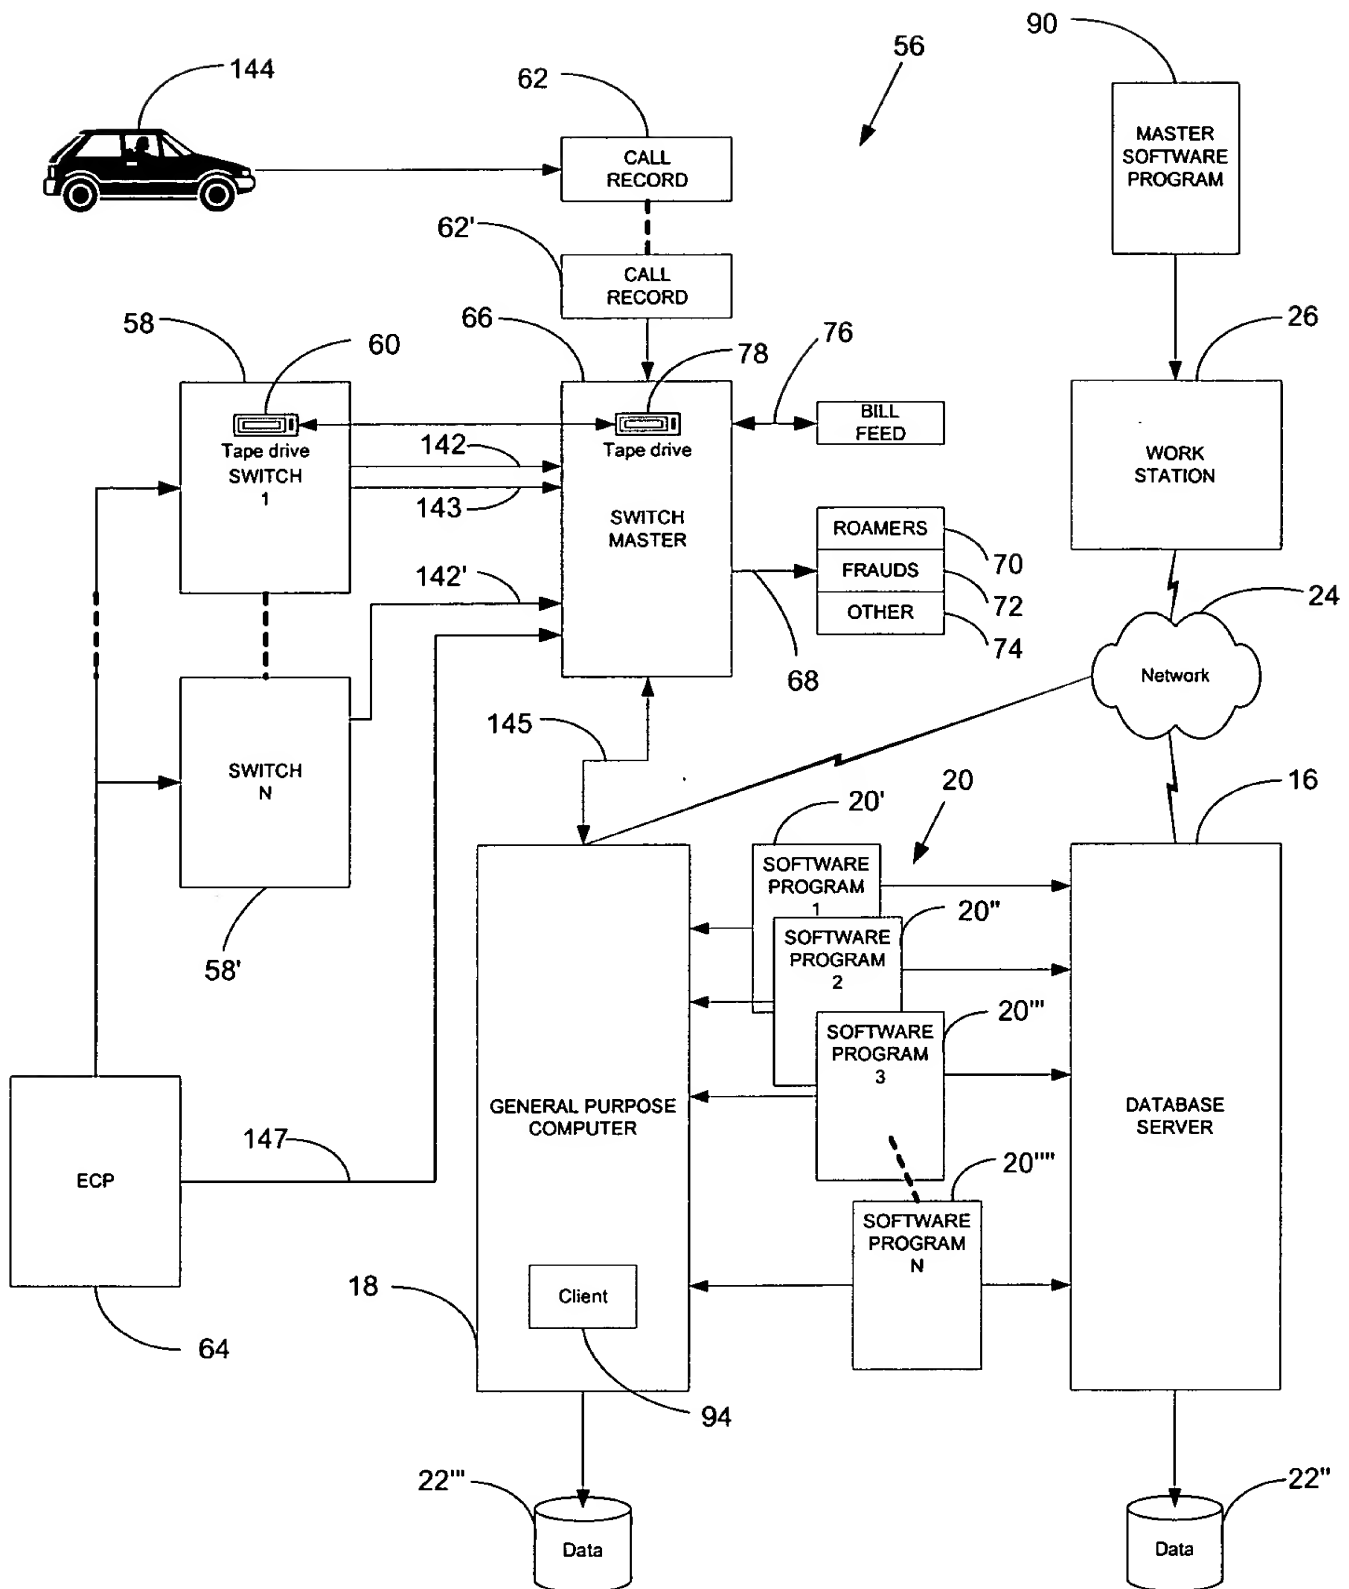 144
62
56
90
CALL
RECORD
MASTER
SOFTWARE
PROGRAM
62'
CALL
RECORD
58
60
66
78
76
26
Tape drive
SWITCH
1
142
143
Tape drive
SWITCH
MASTER
BILL
FEED
WORK
STATION
ROAMERS
FRAUDS
OTHER
70
72
74
68
142'
24
Network
SWITCH
N
145
58'
20'
20
16
SOFTWARE
PROGRAM
1
20"
SOFTWARE
PROGRAM
2
20"'
SOFTWARE
PROGRAM
3
GENERAL PURPOSE
COMPUTER
DATABASE
SERVER
ECP
147
20""
SOFTWARE
PROGRAM
N
64
18
Client
94
22"'
Data
22"
Data